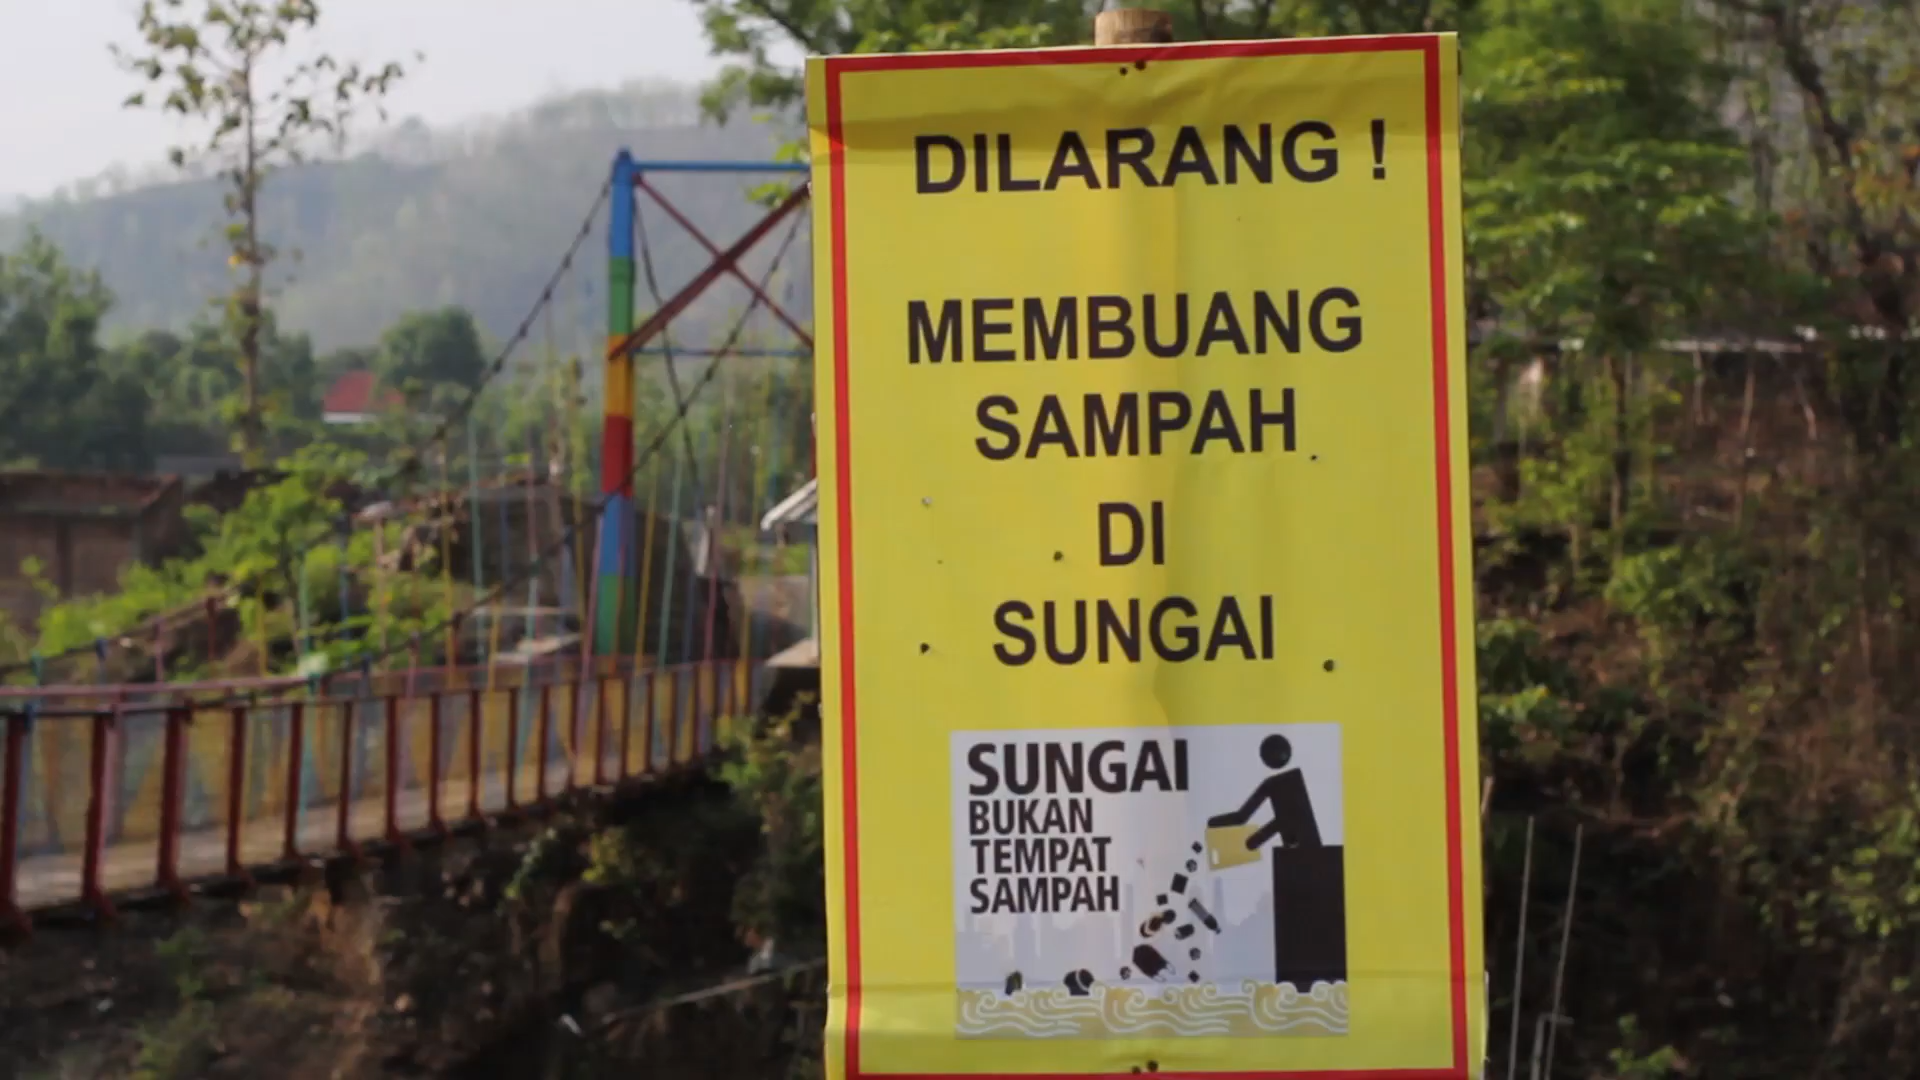 DILARANG !
MEMBUANG
SAMPAH
DI
SUNGAI
SUNGAI
BUKAN
TEMPAT
SAMPAH